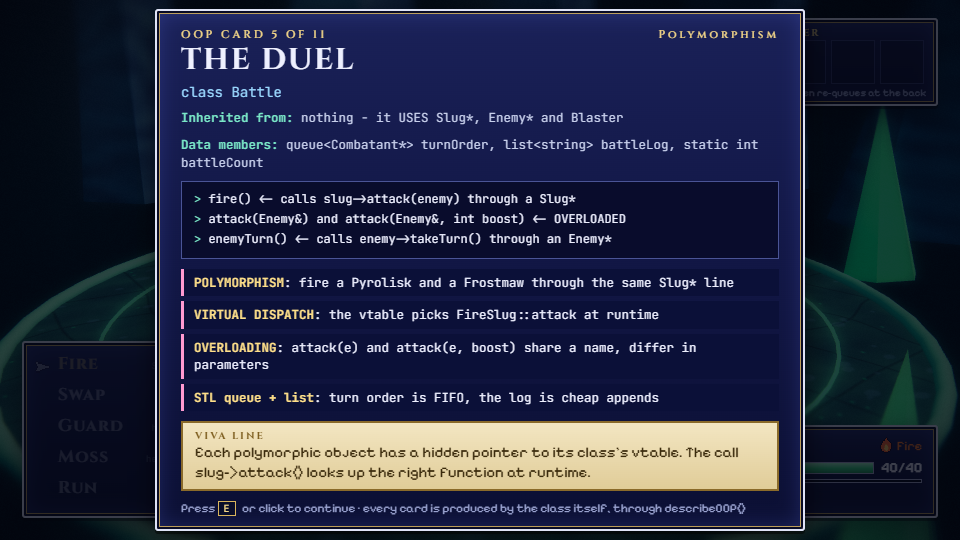 OOP CARD 5 OF 11
POLYMORPHISM
THE DUEL
class Battle
Inherited from: nothing - it USES Slug*, Enemy* and Blaster
Data members: queue<Combatant*> turnOrder, list<string> battleLog, static int
battleCount
> fire() <- calls slug->attack(enemy) through a Slug*
> attack(Enemy&) and attack(Enemy&, int boost) <- OVERLOADED
> enemyTurn() <- calls enemy->takeTurn() through an Enemy*
POLYMORPHISM: fire a Pyrolisk and a Frostmaw through the same Slug* line
VIRTUAL DISPATCH: the vtable picks FireSlug::attack at runtime
OVERLOADING: attack(e) and attack(e, boost) share a name, differ in
parameters
STL queue + list: turn order is FIFO, the log is cheap appends
VIVA LINE
Each polymorphic object has a hidden pointer to its class's vtable. The call
slug->attack() looks up the right function at runtime.
Press E or click to continue · every card is produced by the class itself, through describeOOP()
➤ FIRE
SWAP
GUARD
MOSS
RUN
ER
re-queues at the back
Fire
40/40